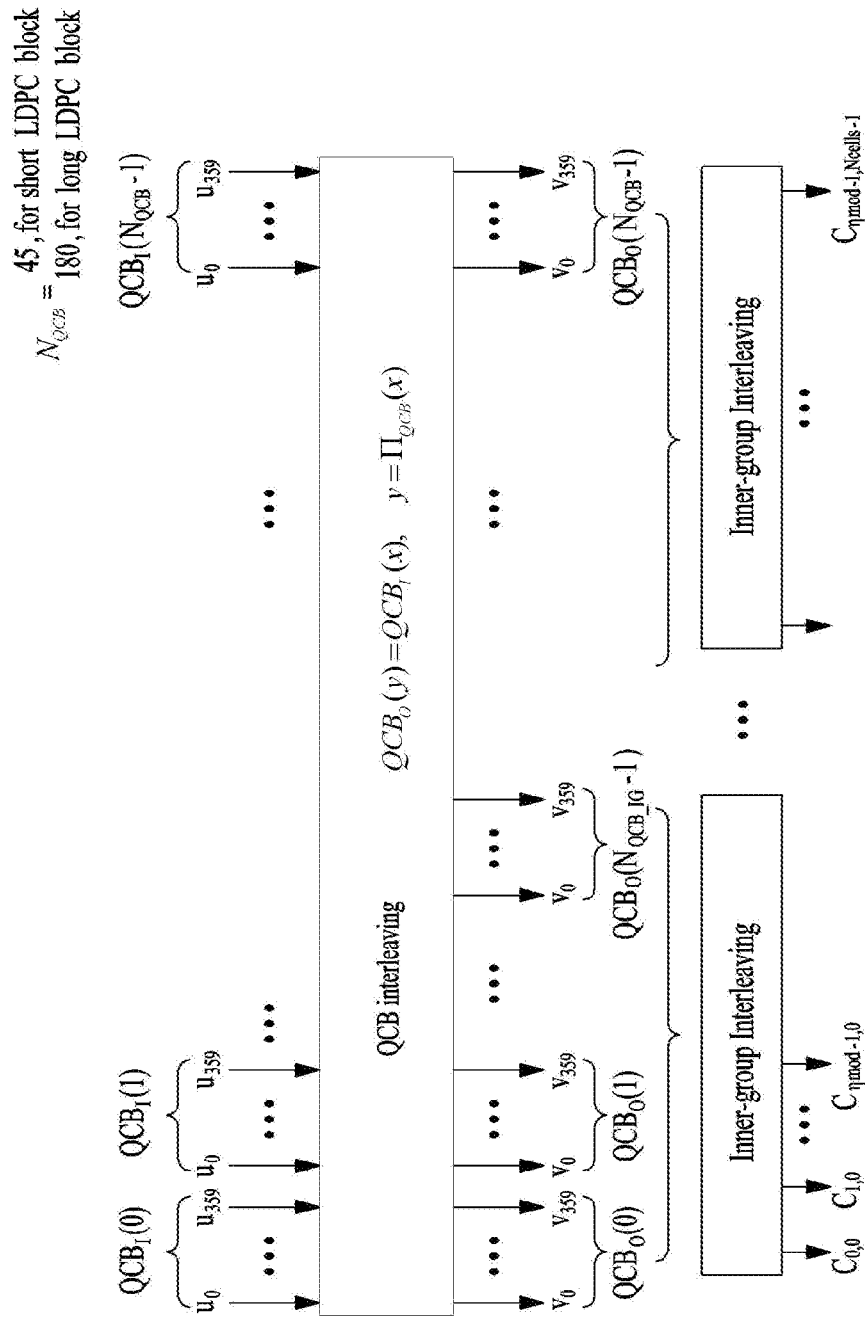 N_QCB = 45, for short LDPC block
180, for long LDPC block
QCB_I(0) QCB_I(1) QCB_I(N_QCB-1)
u_0 u_359 u_0 u_359 u_0 u_359
QCB interleaving QCB_O(y)=QCB_I(x), y=Π_QCB(x)
v_0 v_359 v_0 v_359 v_0 v_359 v_0 v_359
QCB_O(0) QCB_O(1) QCB_O(N_QCB_IG-1) QCB_O(N_QCB-1)
Inner-group Interleaving Inner-group Interleaving
C_0,0 C_1,0 C_ηmod-1,0 C_ηmod-1,Ncells-1